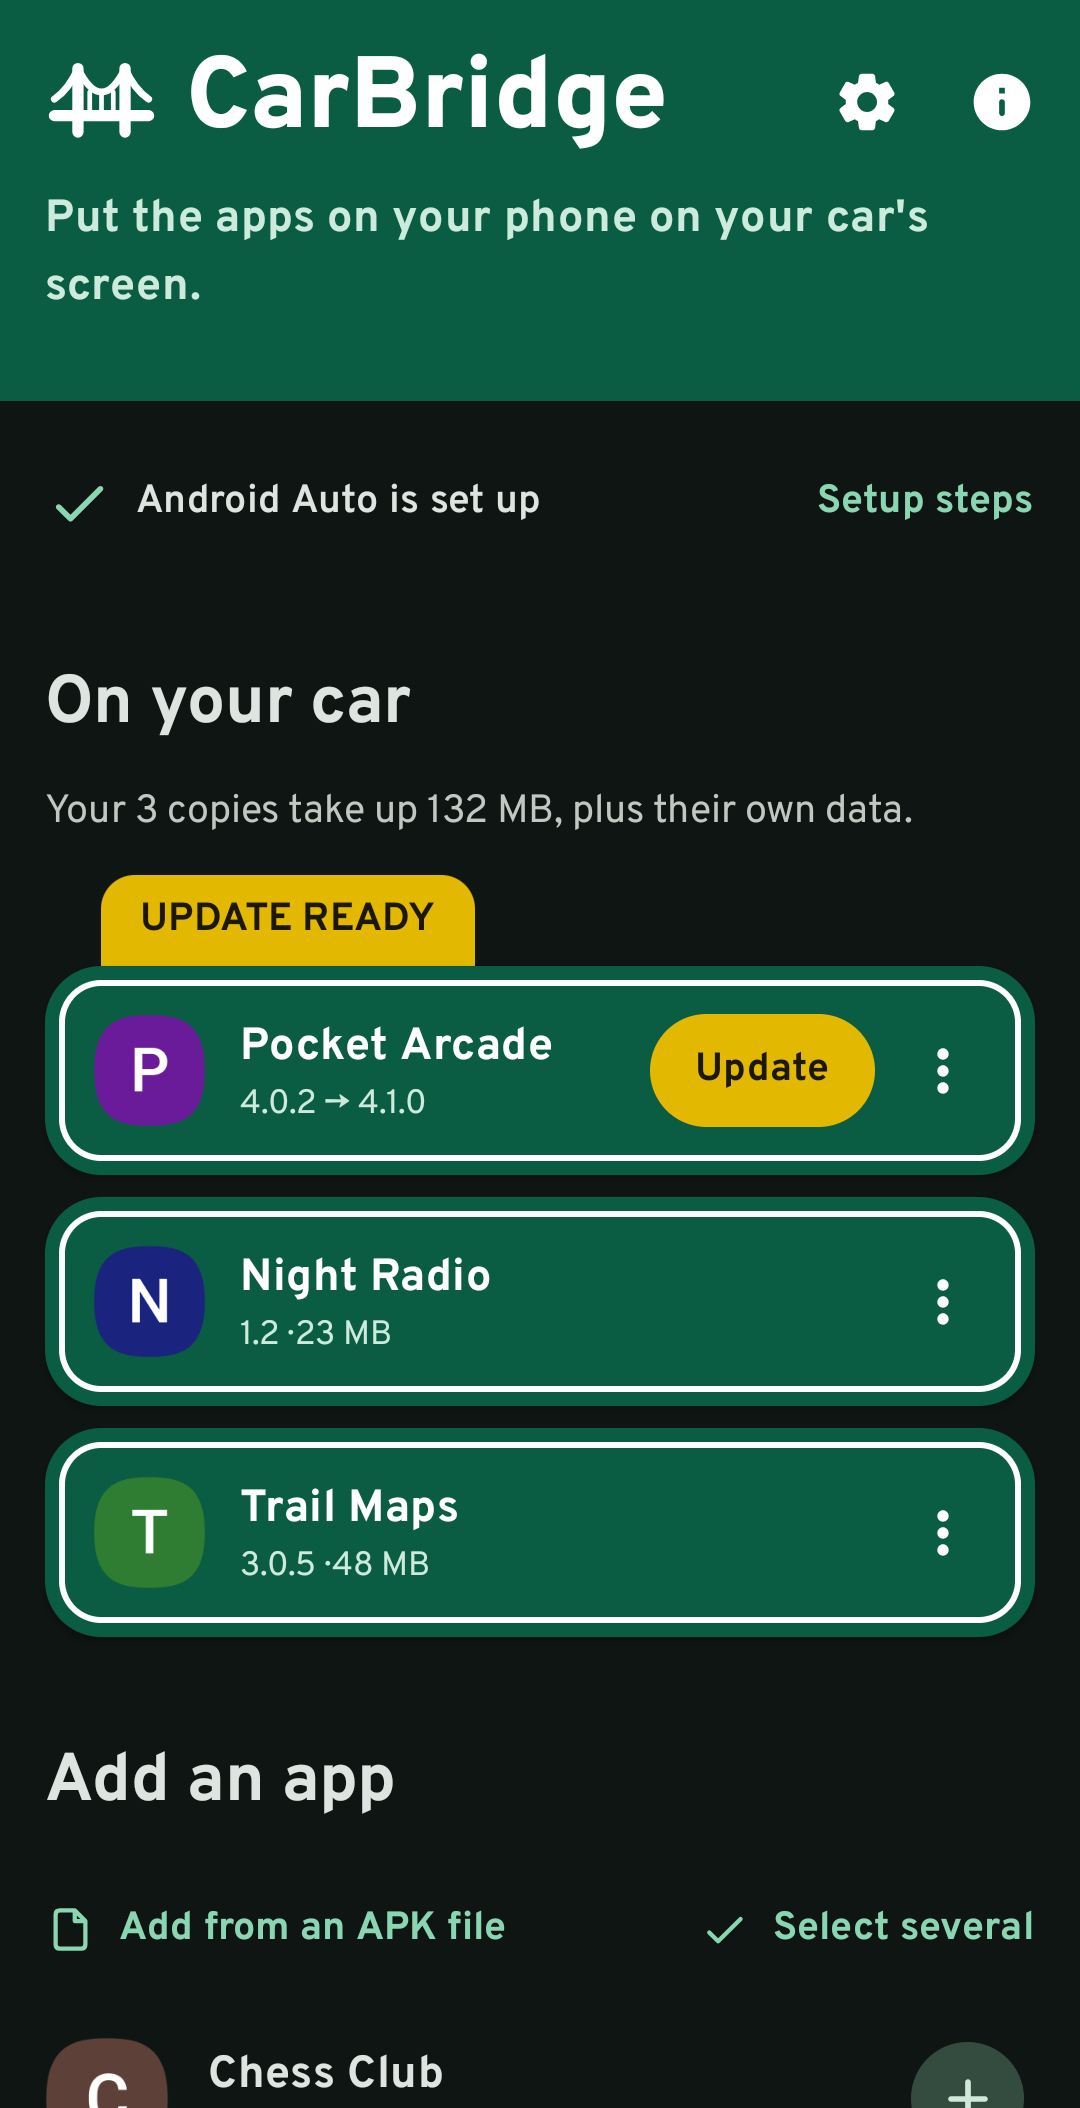 CarBridge
Put the apps on your phone on your car's
screen.
Android Auto is set up
Setup steps
On your car
Your 3 copies take up 132 MB, plus their own data.
UPDATE READY
P
Pocket Arcade
4.0.2 → 4.1.0
Update
N
Night Radio
1.2 · 23 MB
T
Trail Maps
3.0.5 · 48 MB
Add an app
Add from an APK file
Select several
C
Chess Club